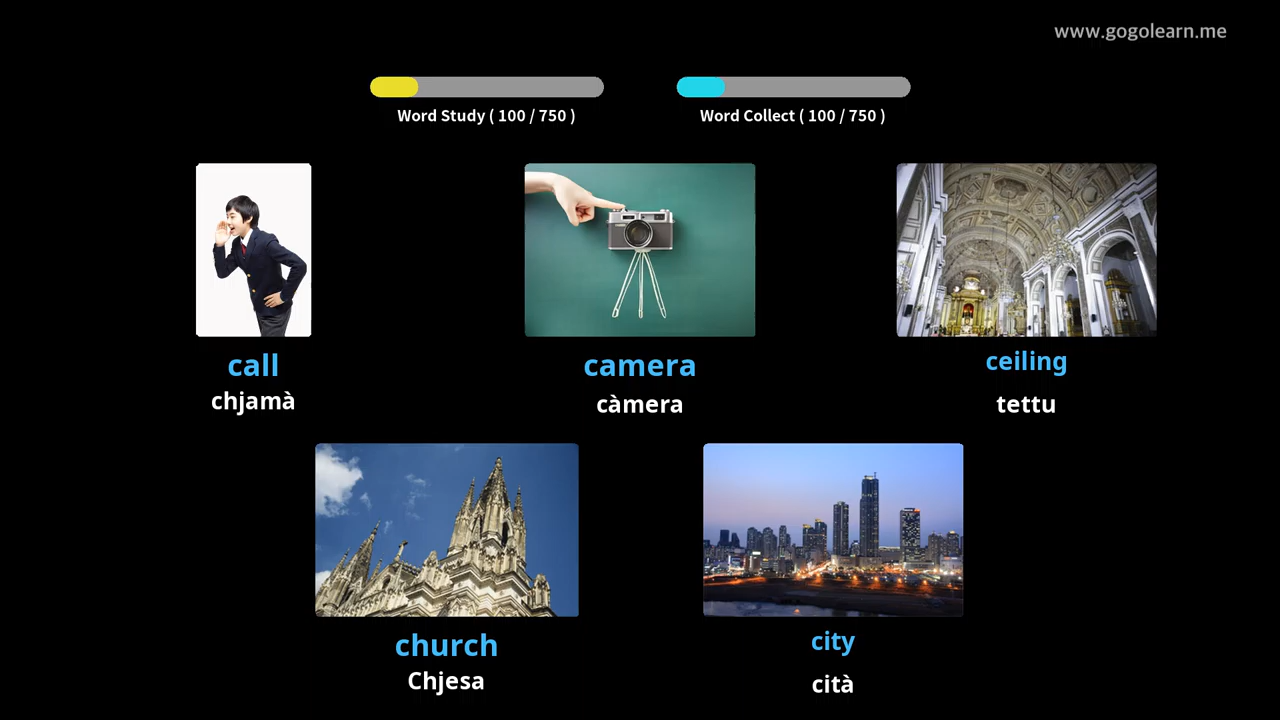 www.gogolearn.me
Word Study ( 100 / 750 )
Word Collect ( 100 / 750 )
call
chjamà
camera
càmera
ceiling
tettu
church
Chjesa
city
cità